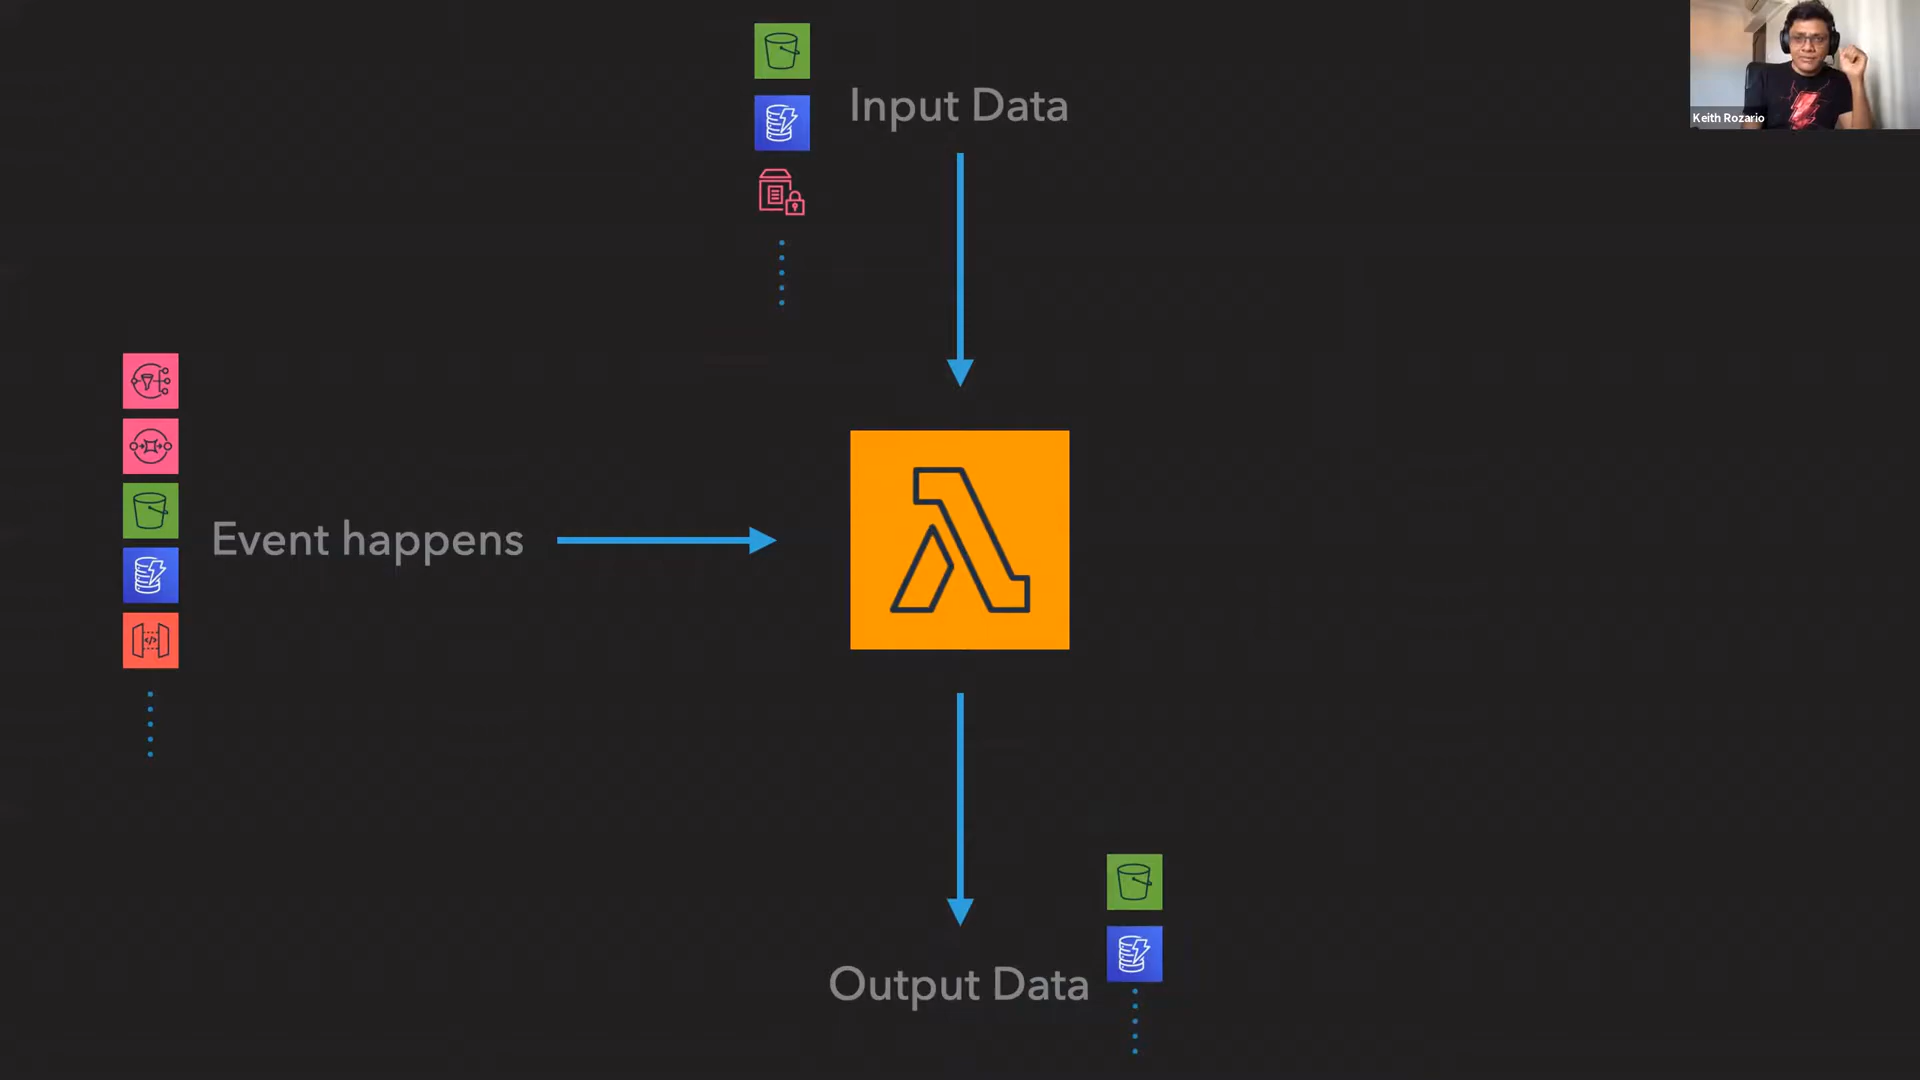 Input Data
Keith Rozario
Event happens
Output Data